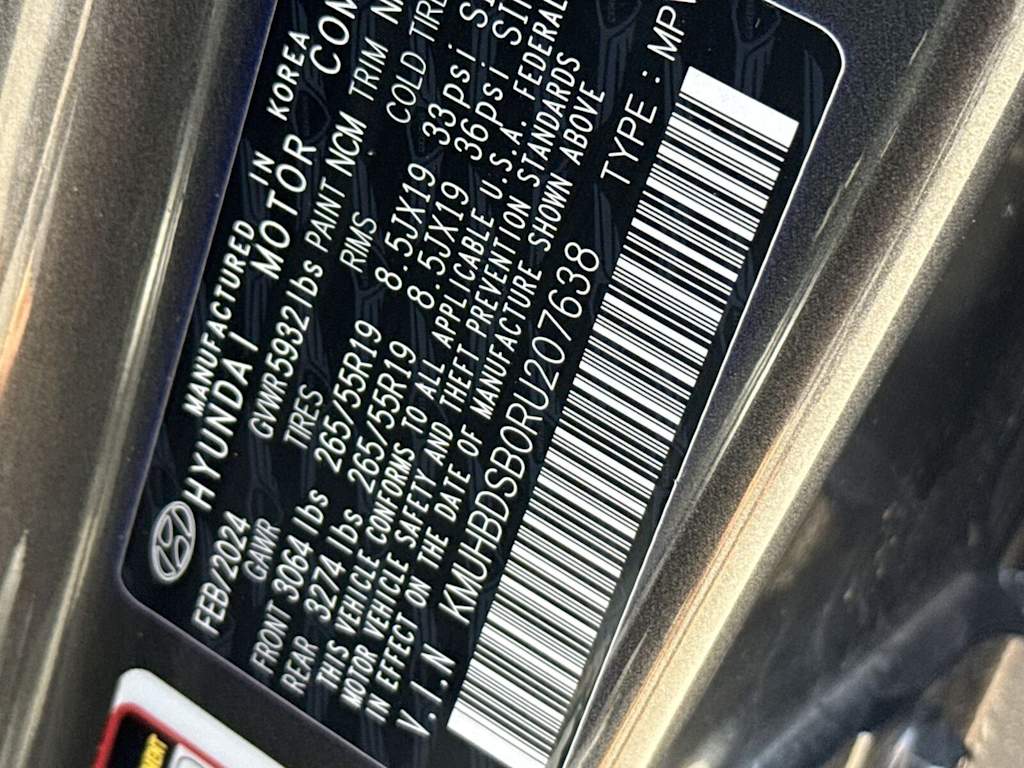 MANUFACTURED IN KOREA
HYUNDAI MOTOR COM
FEB/2024 GVWR5932lbs PAINT NCM TRIM
GAWR TIRES RIMS COLD TIRE
FRONT 3064 lbs 265/55R19 8.5JX19 33psi
REAR 3274 lbs 265/55R19 8.5JX19 36psi
THIS VEHICLE CONFORMS TO ALL APPLICABLE U.S.A. FEDERAL
MOTOR VEHICLE SAFETY AND THEFT PREVENTION STANDARDS
IN EFFECT ON THE DATE OF MANUFACTURE SHOWN ABOVE
V.I.N KMUHBDSB0RU207638 TYPE : MPV